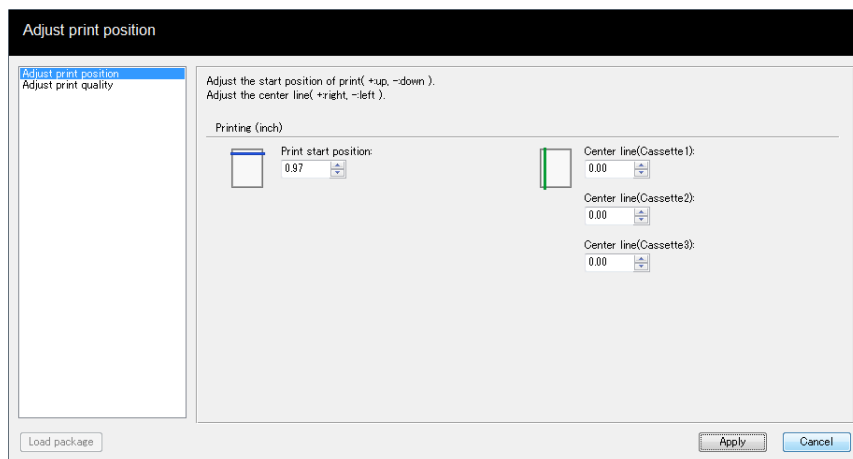 Adjust print position
Adjust print position
Adjust print quality
Adjust the start position of print( +:up, -:down ).
Adjust the center line( +:right, -:left ).
Printing (inch)
Print start position:
0.97
Center line(Cassette1):
0.00
Center line(Cassette2):
0.00
Center line(Cassette3):
0.00
Load package
Apply
Cancel